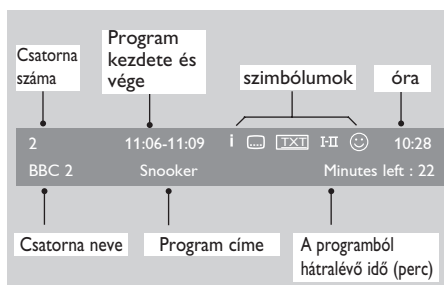 Csatorna
száma
Program
kezdete és
vége
szimbólumok
óra
2 11:06-11:09 i .... TXT I-II 10:28
BBC 2 Snooker Minutes left : 22
Csatorna neve
Program címe
A programból
hátralévő idő (perc)